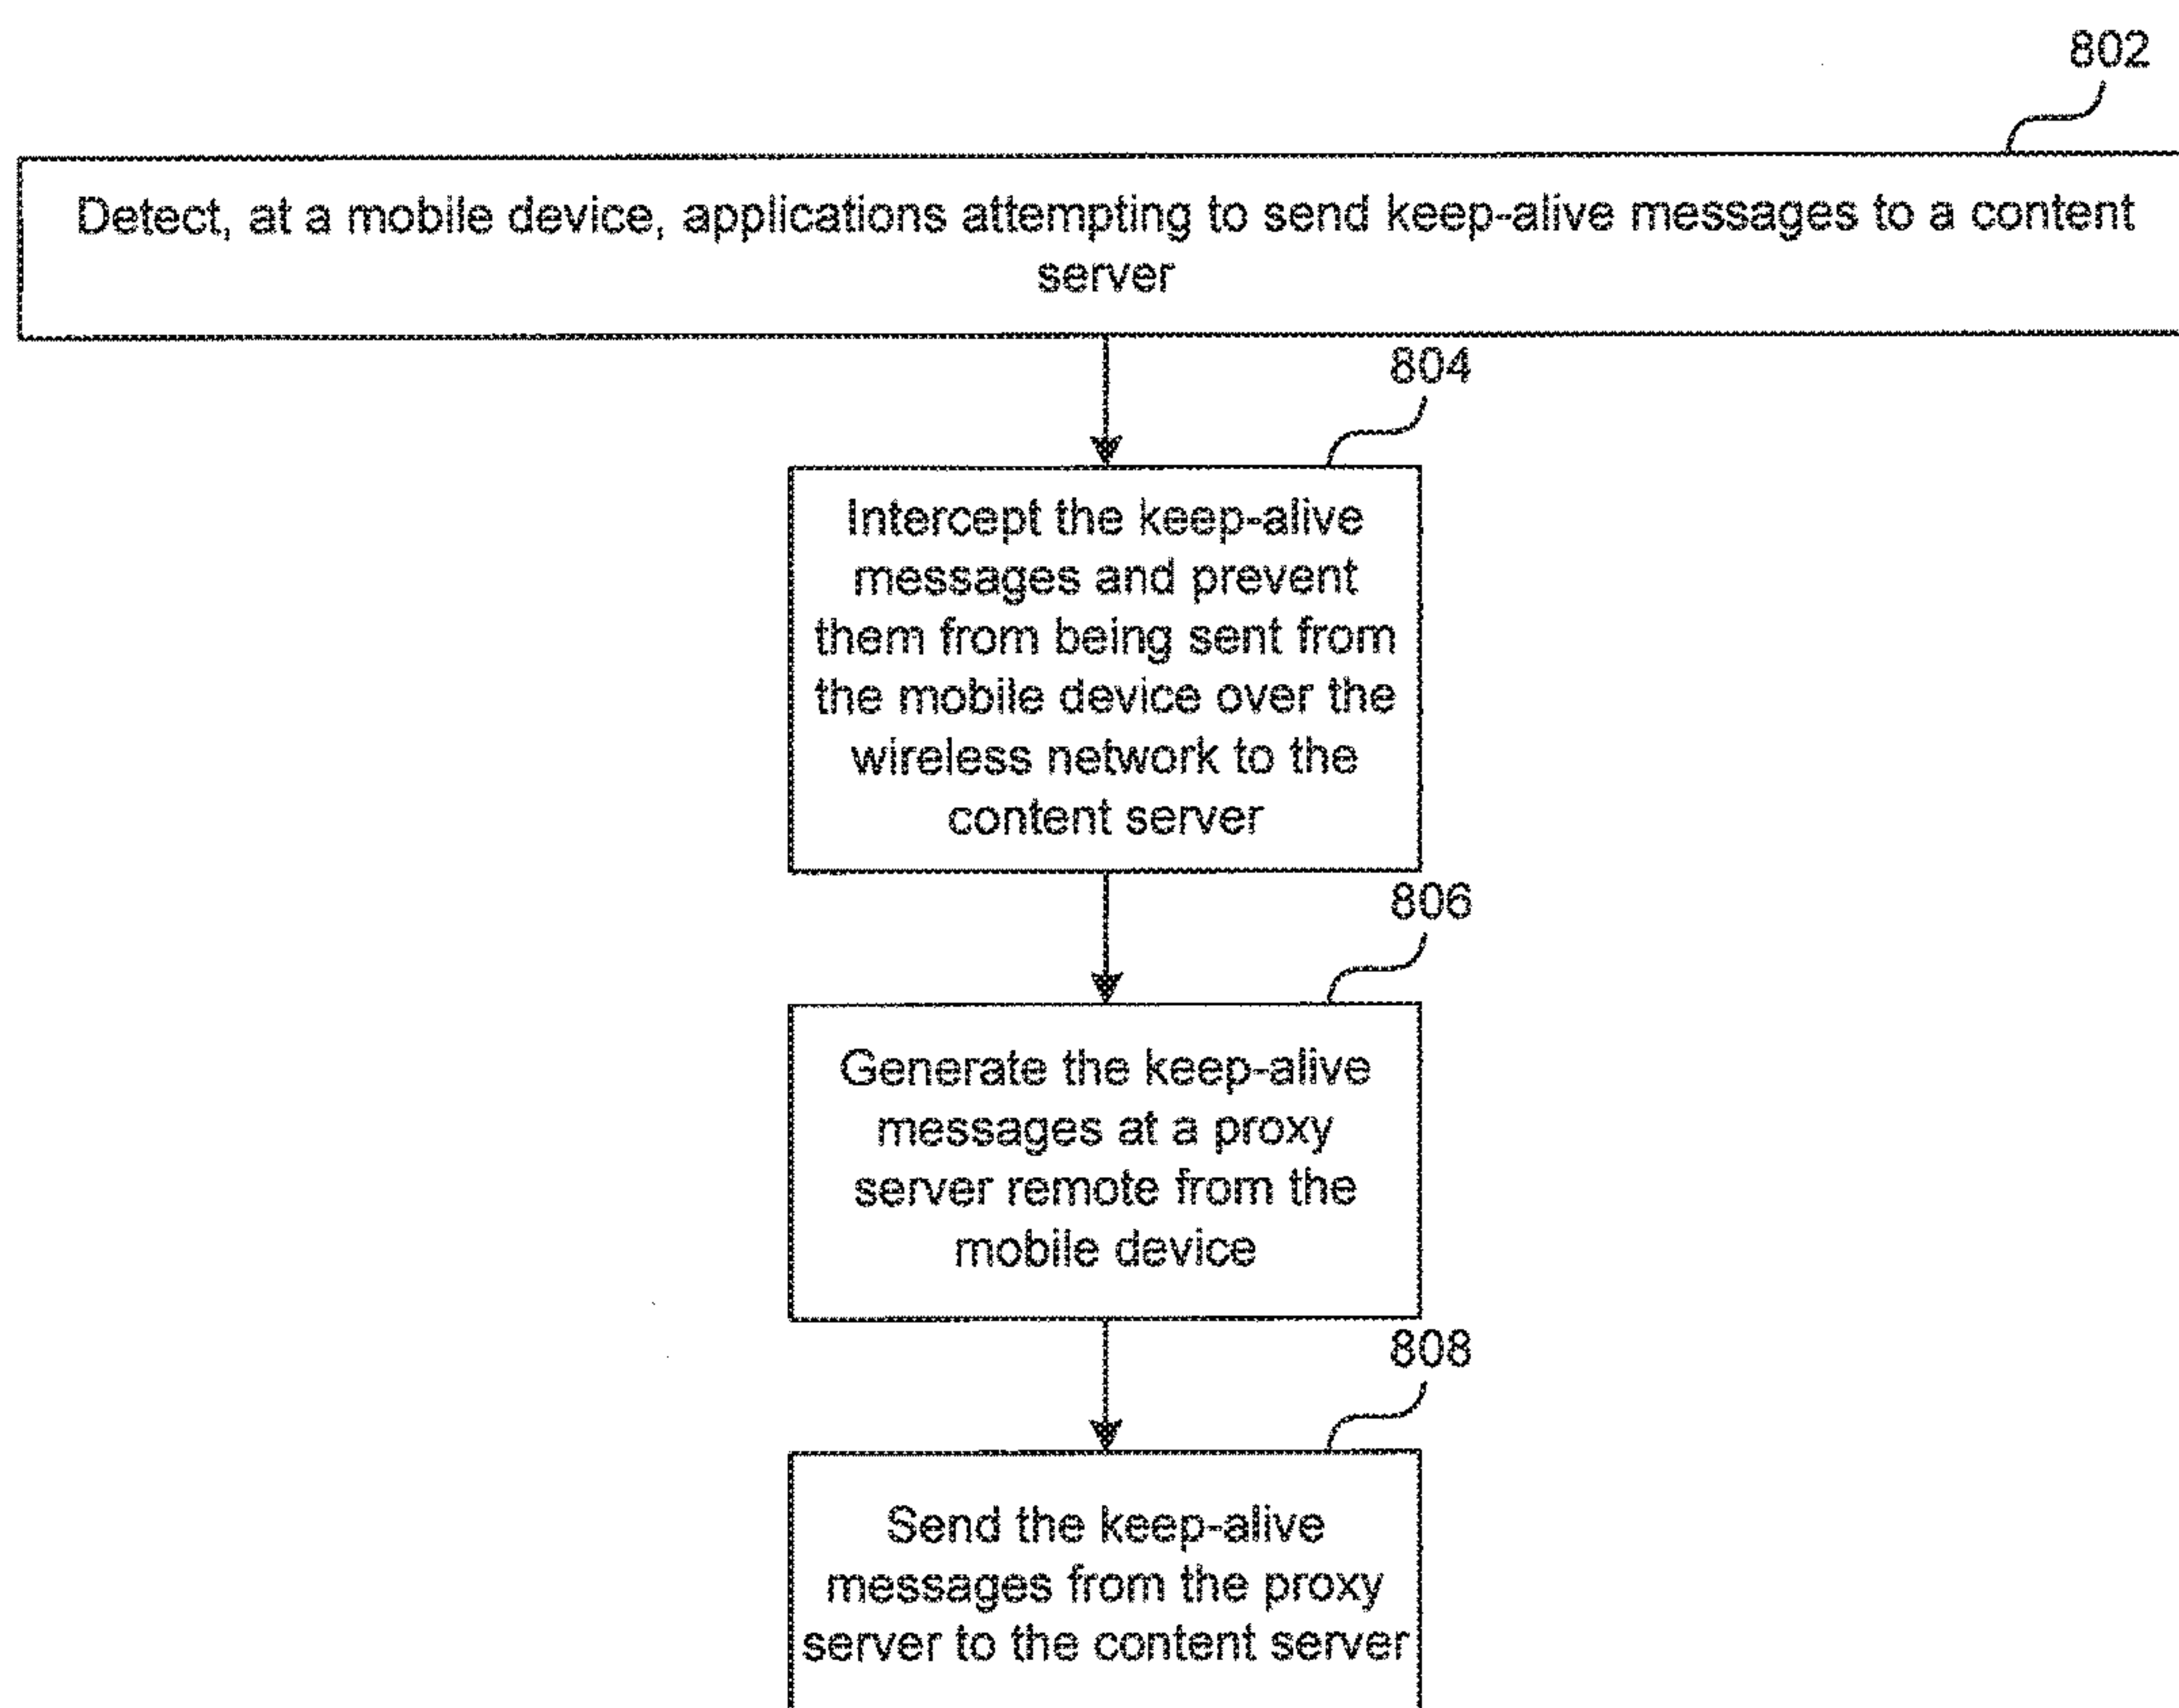 802
Detect, at a mobile device, applications attempting to send keep-alive messages to a content
server
804
Intercept the keep-alive
messages and prevent
them from being sent from
the mobile device over the
wireless network to the
content server
806
Generate the keep-alive
messages at a proxy
server remote from the
mobile device
808
Send the keep-alive
messages from the proxy
server to the content server